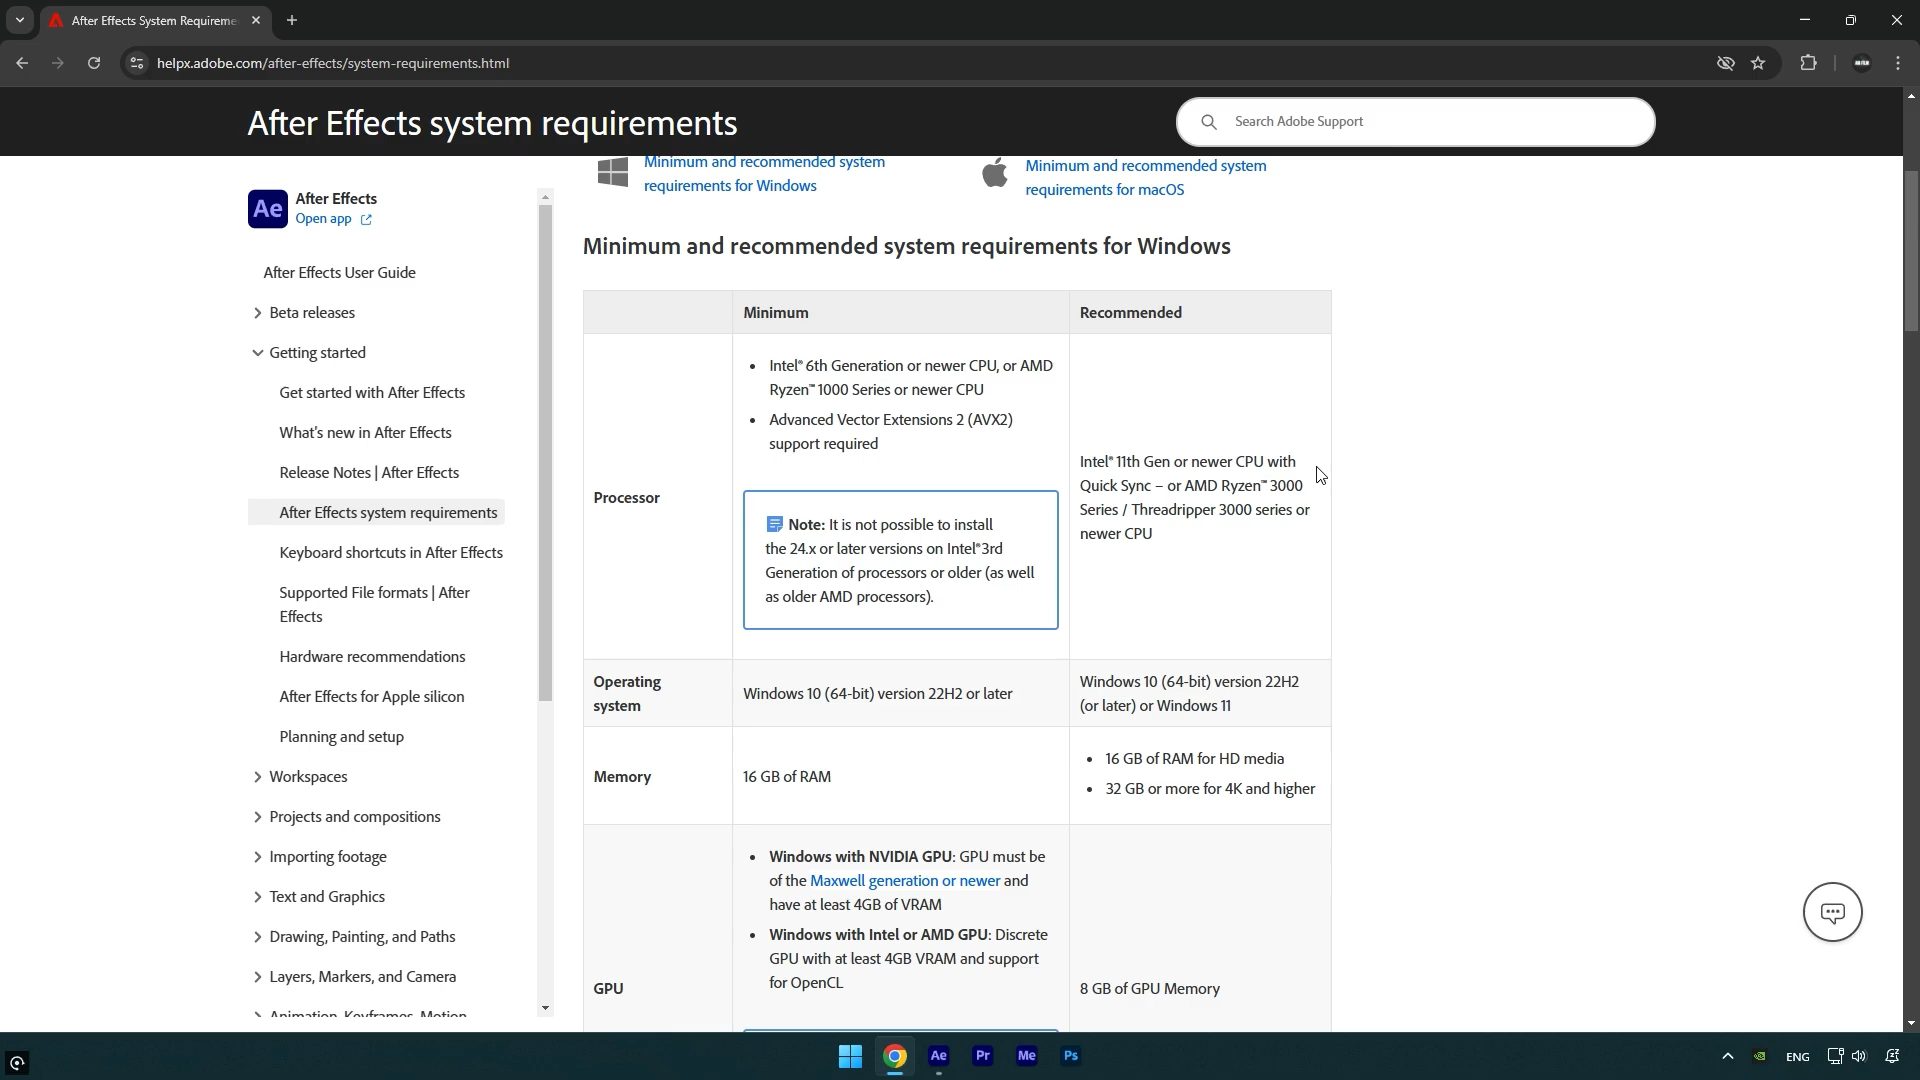 After Effects System Requireme
helpx.adobe.com/after-effects/system-requirements.html
After Effects system requirements
Search Adobe Support
Minimum and recommended system
requirements for Windows
Minimum and recommended system
requirements for macOS
Ae
After Effects
Open app
After Effects User Guide
Beta releases
Getting started
Get started with After Effects
What's new in After Effects
Release Notes | After Effects
After Effects system requirements
Keyboard shortcuts in After Effects
Supported File formats | After
Effects
Hardware recommendations
After Effects for Apple silicon
Planning and setup
Workspaces
Projects and compositions
Importing footage
Text and Graphics
Drawing, Painting, and Paths
Layers, Markers, and Camera
Animation, Keyframes, Motion
Minimum and recommended system requirements for Windows
Minimum
Recommended
Processor
• Intel® 6th Generation or newer CPU, or AMD
Ryzen™ 1000 Series or newer CPU
• Advanced Vector Extensions 2 (AVX2)
support required
Note: It is not possible to install
the 24.x or later versions on Intel®3rd
Generation of processors or older (as well
as older AMD processors).
Intel® 11th Gen or newer CPU with
Quick Sync – or AMD Ryzen™ 3000
Series / Threadripper 3000 series or
newer CPU
Operating
system
Windows 10 (64-bit) version 22H2 or later
Windows 10 (64-bit) version 22H2
(or later) or Windows 11
Memory
16 GB of RAM
• 16 GB of RAM for HD media
• 32 GB or more for 4K and higher
GPU
• Windows with NVIDIA GPU: GPU must be
of the Maxwell generation or newer and
have at least 4GB of VRAM
• Windows with Intel or AMD GPU: Discrete
GPU with at least 4GB VRAM and support
for OpenCL
8 GB of GPU Memory
Ae
Pr
Me
Ps
ENG